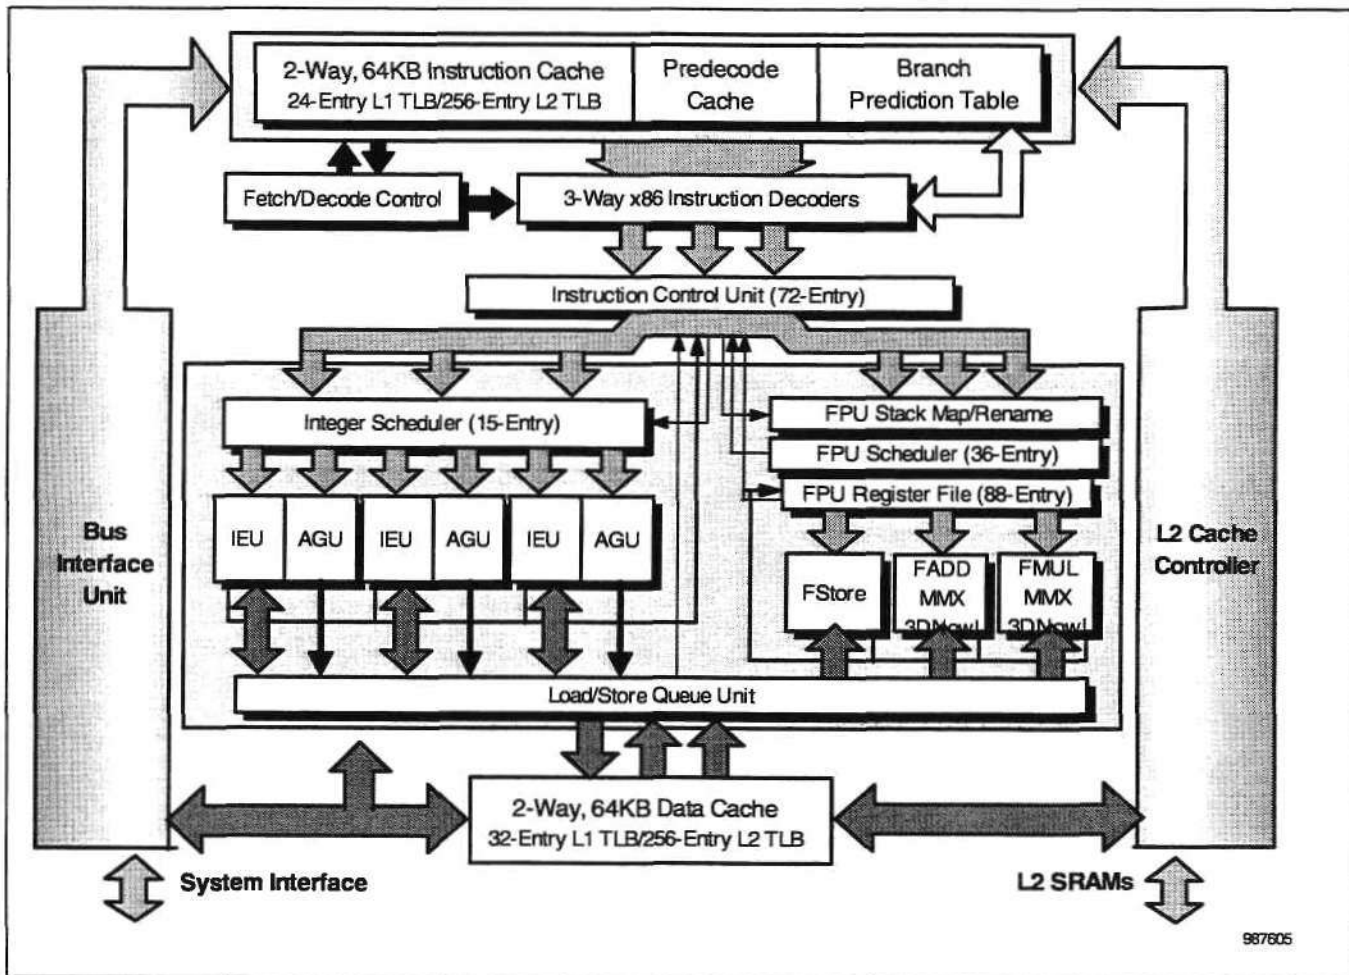 2-Way, 64KB Instruction Cache
24-Entry L1 TLB/256-Entry L2 TLB
Predecode
Cache
Branch
Prediction Table
Fetch/Decode Control
3-Way x86 Instruction Decoders
Instruction Control Unit (72-Entry)
Integer Scheduler (15-Entry)
FPU Stack Map/Rename
FPU Scheduler (36-Entry)
FPU Register File (88-Entry)
Bus
Interface
Unit
IEU
AGU
IEU
AGU
IEU
AGU
FStore
FADD
MMX
3DNow!
FMUL
MMX
3DNow!
L2 Cache
Controller
Load/Store Queue Unit
2-Way, 64KB Data Cache
32-Entry L1 TLB/256-Entry L2 TLB
System Interface
L2 SRAMs
987605